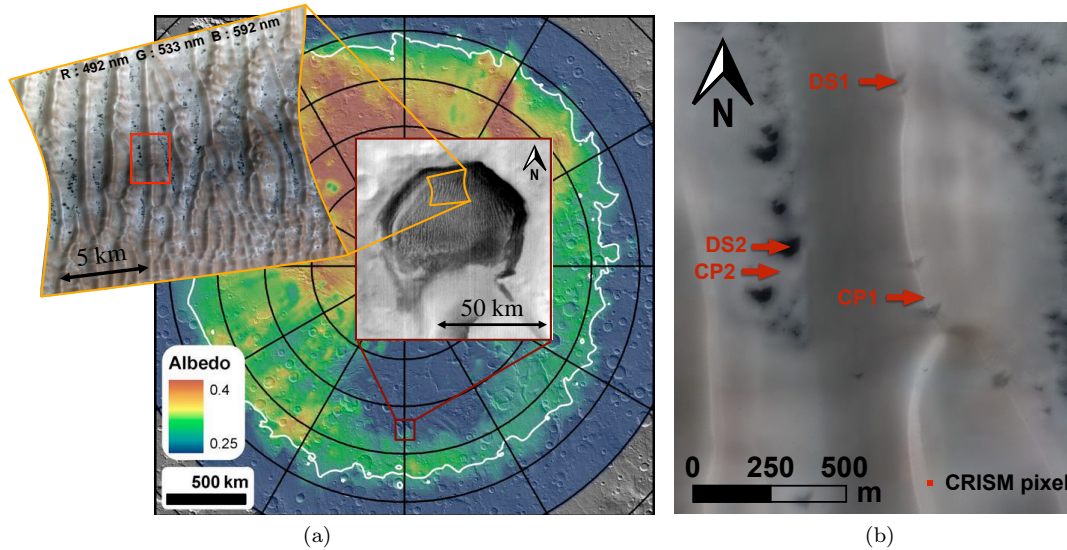 R : 492 nm G : 533 nm B : 592 nm
5 km
N
50 km
Albedo
0.4
0.25
500 km
(a)
N
DS1
DS2
CP2
CP1
0 250 500
m
CRISM pixel
(b)